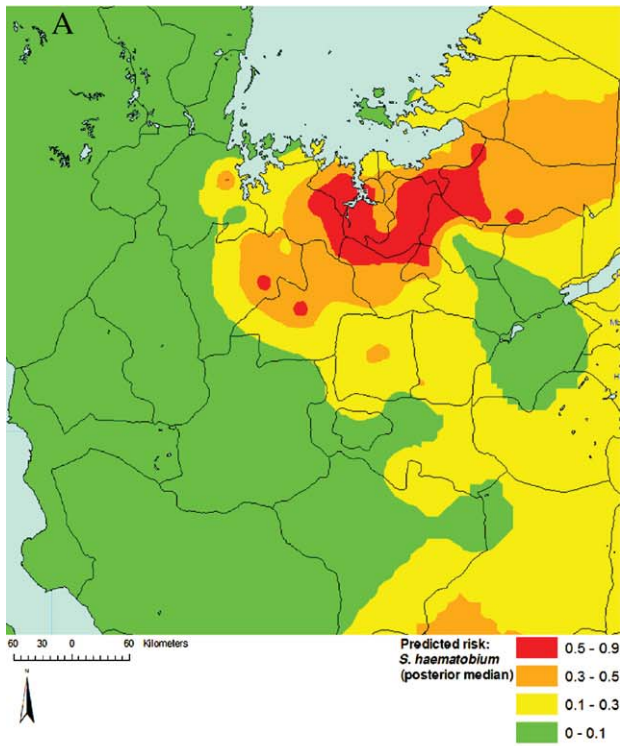 A
60 30 0 60 Kilometers
N
Predicted risk:
S. haematobium
(posterior median)
0.5 - 0.9
0.3 - 0.5
0.1 - 0.3
0 - 0.1